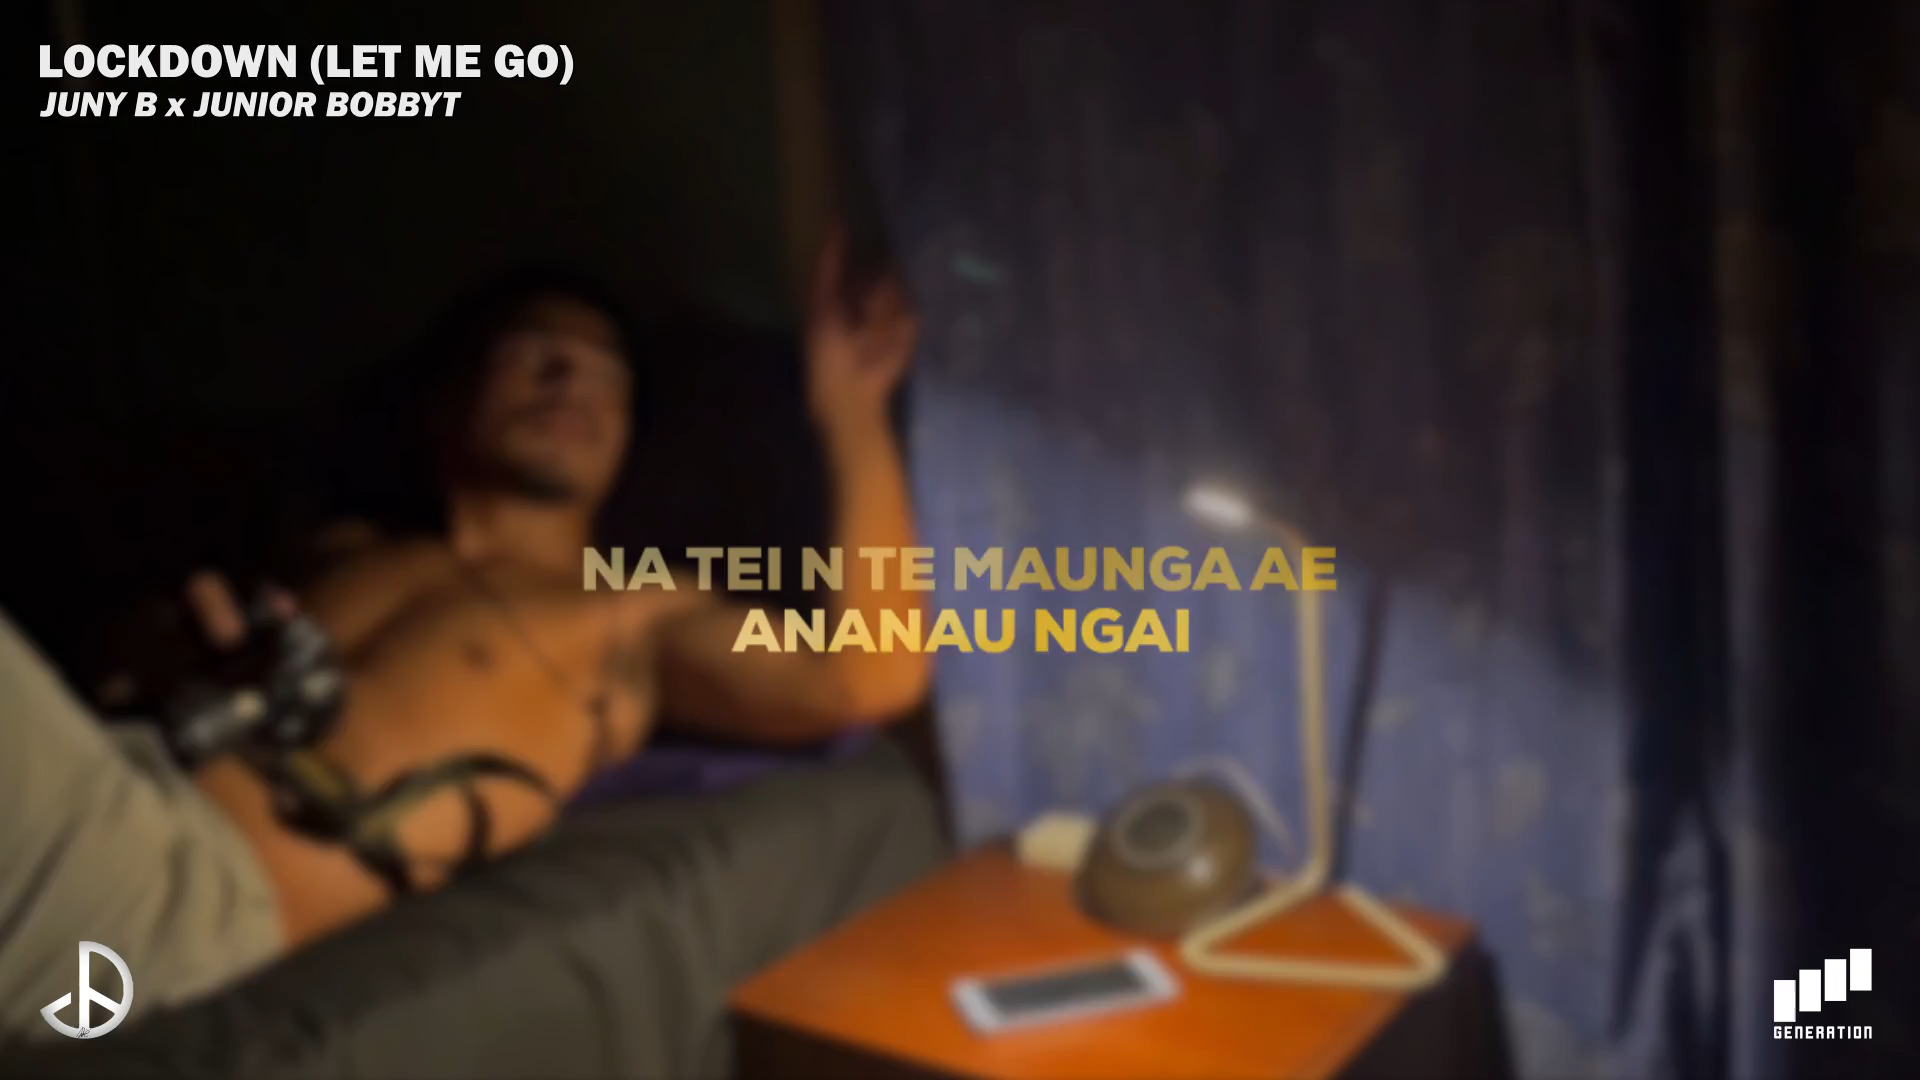 LOCKDOWN (LET ME GO)
JUNY B x JUNIOR BOBBYT
NA TEI N TE MAUNGA AE
ANANAU NGAI
GENERATION